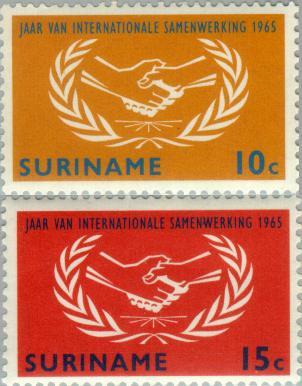 JAAR VAN INTERNATIONALE SAMENWERKING 1965
SURINAME 10c
JAAR VAN INTERNATIONALE SAMENWERKING 1965
SURINAME 15c